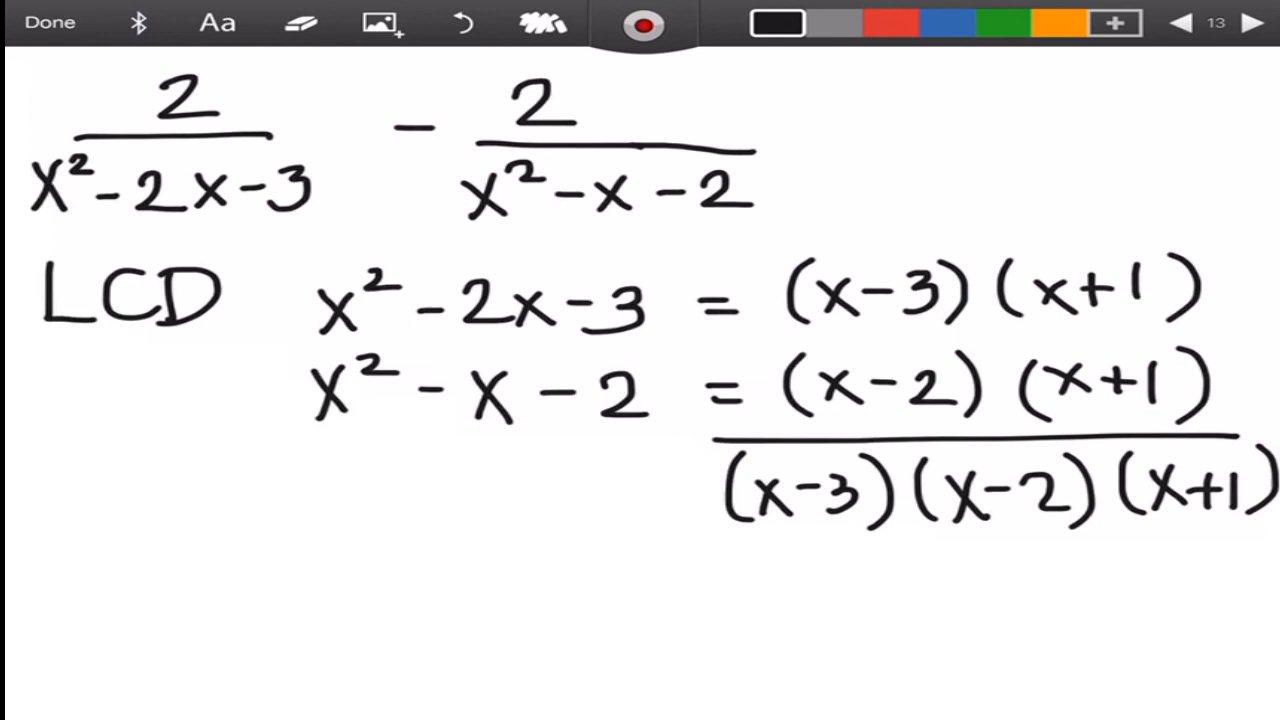 Done Aa 13
2 - 2
x² - 2x - 3 x² - x - 2
LCD x² - 2x - 3 = (x - 3) (x + 1)
x² - x - 2 = (x - 2) (x + 1)
(x - 3) (x - 2) (x + 1)